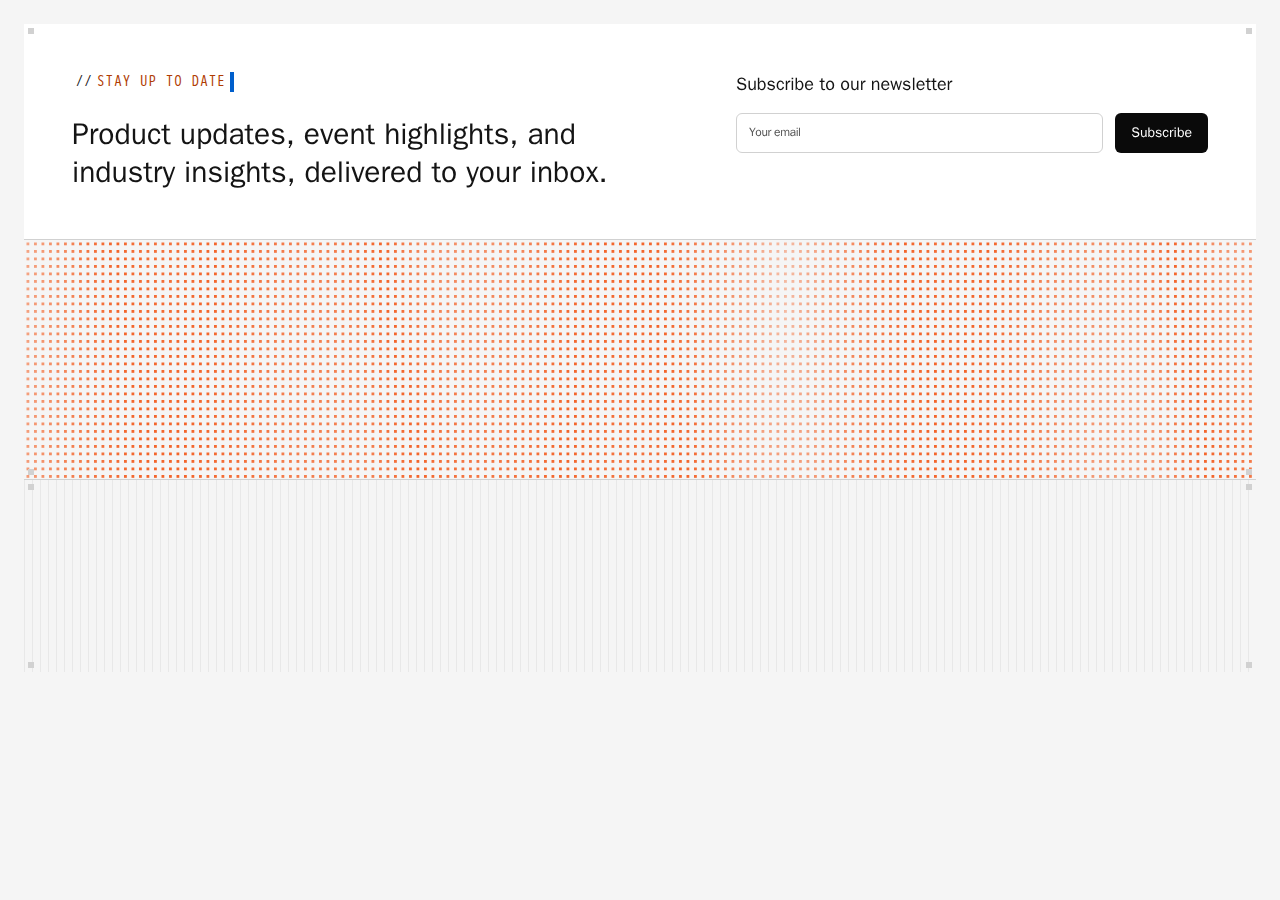 // STAY UP TO DATE
Product updates, event highlights, and
industry insights, delivered to your inbox.
Subscribe to our newsletter
Your email
Subscribe